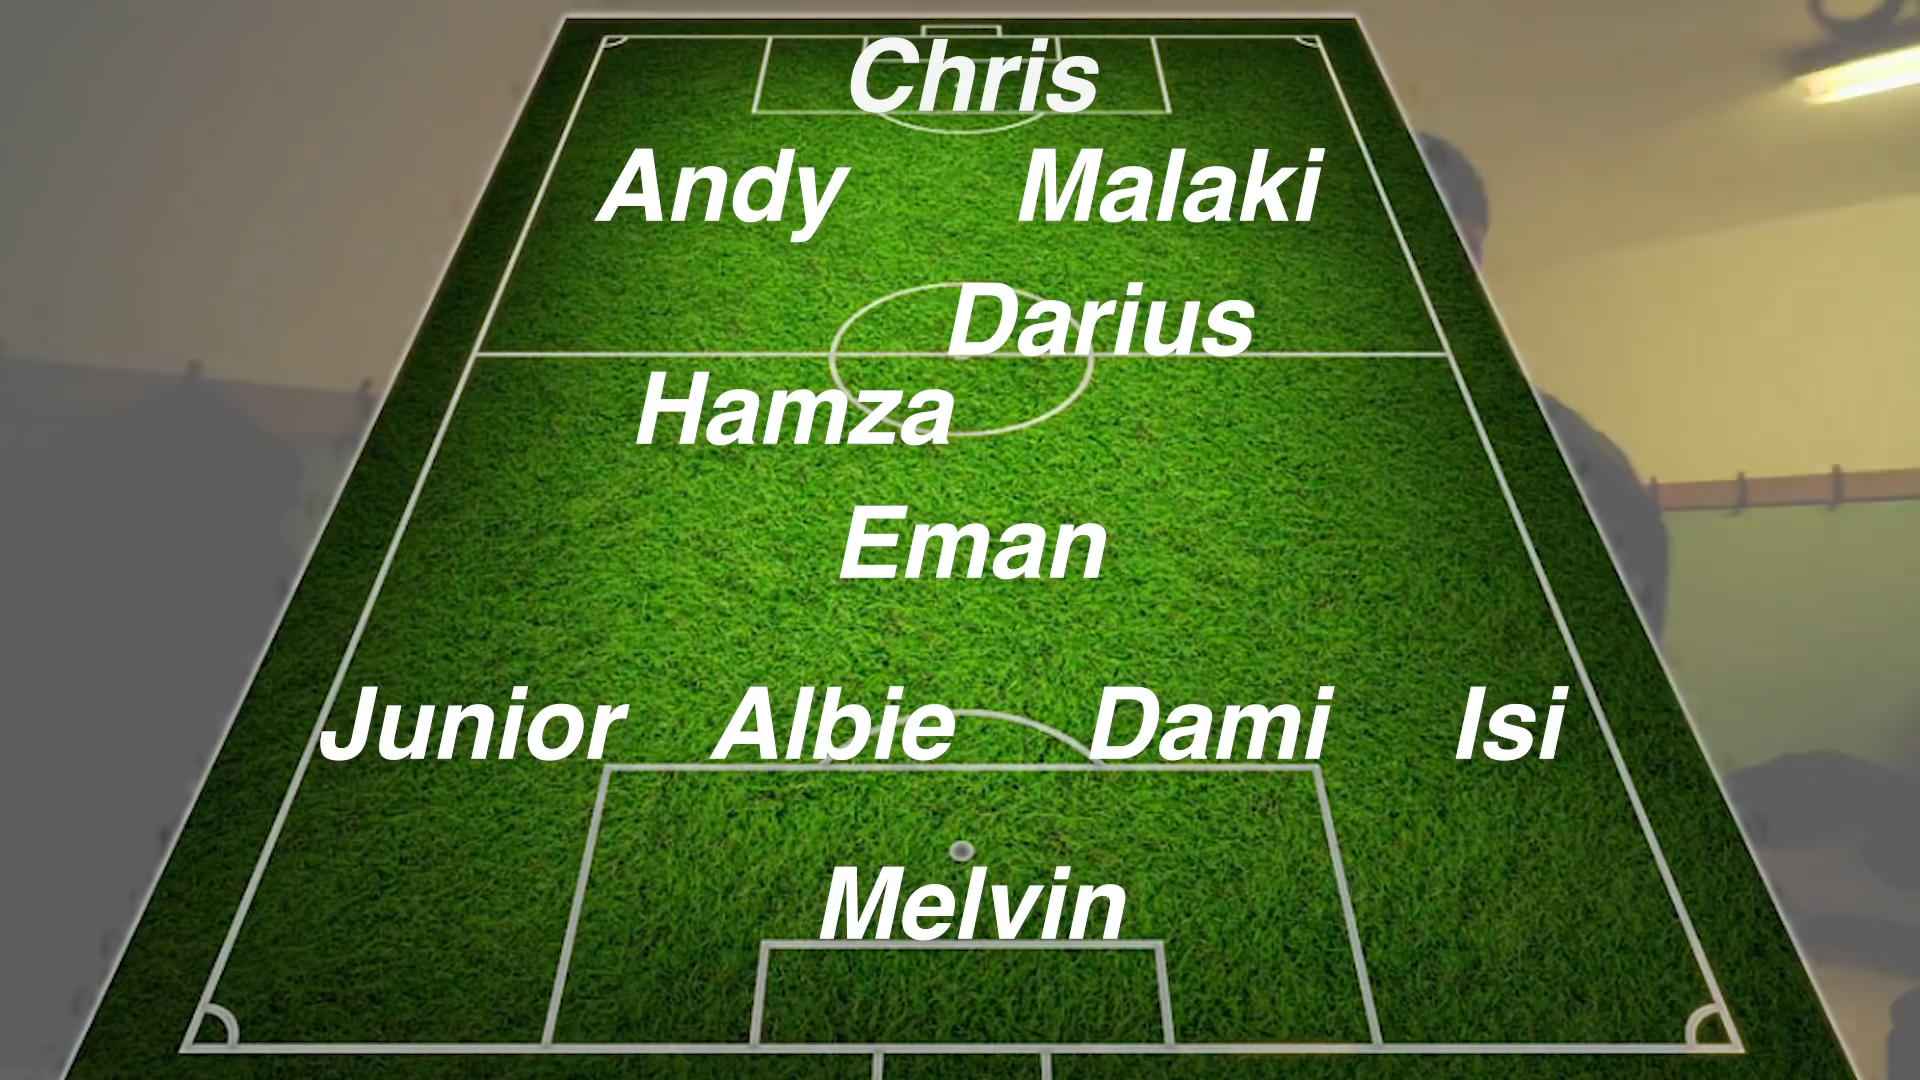 Chris
Andy Malaki
Darius
Hamza
Eman
Junior Albie Dami Isi
Melvin